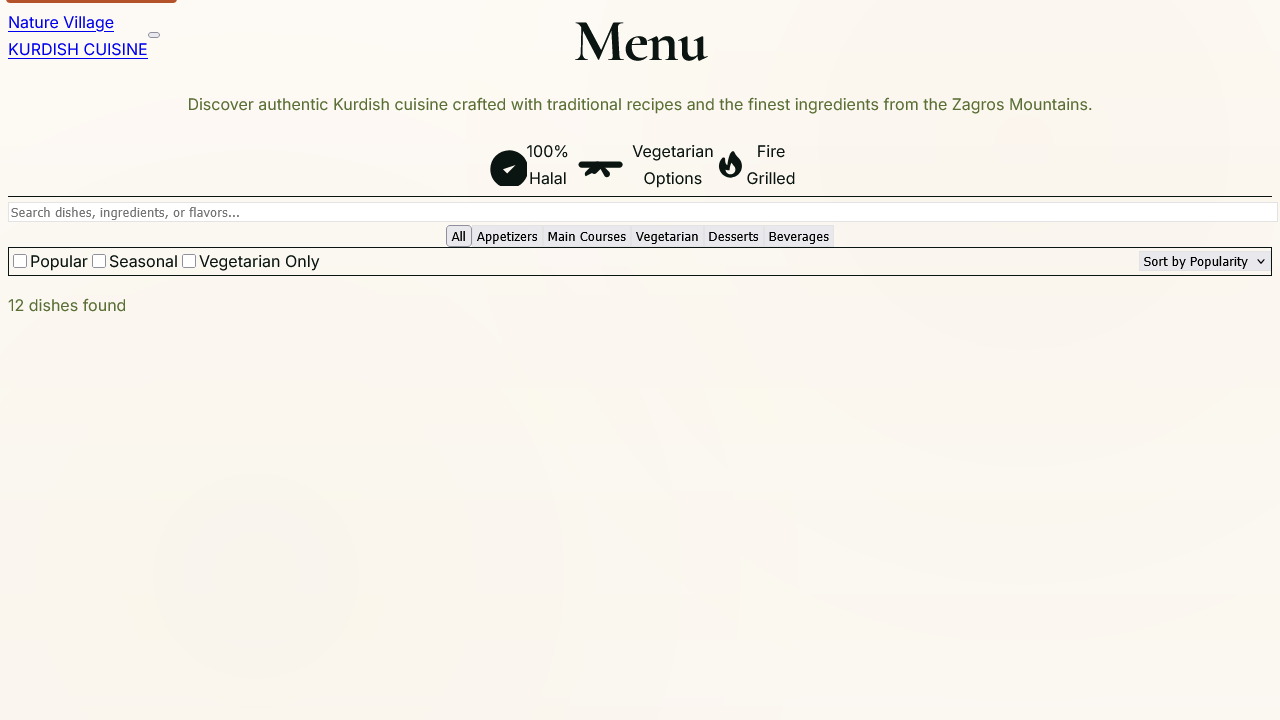 Nature Village
KURDISH CUISINE
Menu
Discover authentic Kurdish cuisine crafted with traditional recipes and the finest ingredients from the Zagros Mountains.
100% Halal
Vegetarian Options
Fire Grilled
Search dishes, ingredients, or flavors...
All Appetizers Main Courses Vegetarian Desserts Beverages
Popular Seasonal Vegetarian Only Sort by Popularity
12 dishes found